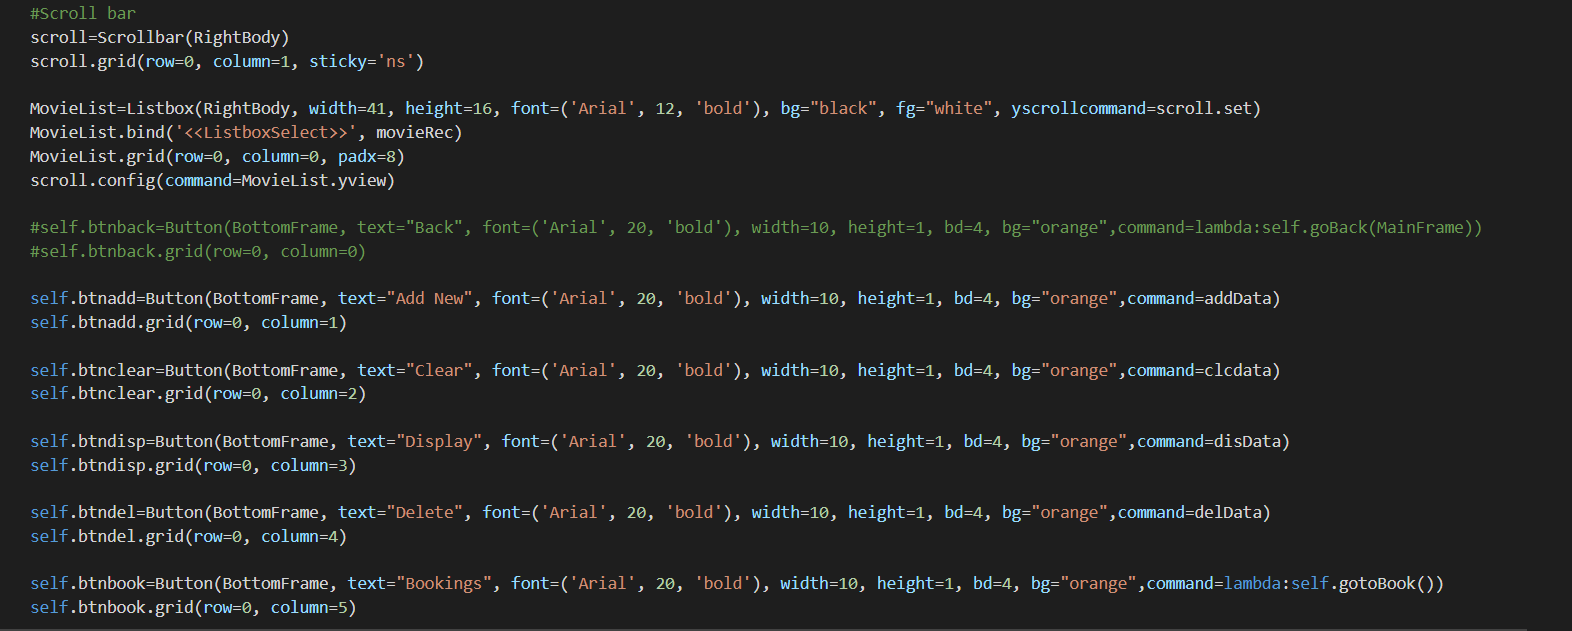 #Scroll bar
scroll=Scrollbar(RightBody)
scroll.grid(row=0, column=1, sticky='ns')
MovieList=Listbox(RightBody, width=41, height=16, font=('Arial', 12, 'bold'), bg="black", fg="white", yscrollcommand=scroll.set)
MovieList.bind('<<ListboxSelect>>', movieRec)
MovieList.grid(row=0, column=0, padx=8)
scroll.config(command=MovieList.yview)
#self.btnback=Button(BottomFrame, text="Back", font=('Arial', 20, 'bold'), width=10, height=1, bd=4, bg="orange",command=lambda:self.goBack(MainFrame))
#self.btnback.grid(row=0, column=0)
self.btnadd=Button(BottomFrame, text="Add New", font=('Arial', 20, 'bold'), width=10, height=1, bd=4, bg="orange",command=addData)
self.btnadd.grid(row=0, column=1)
self.btnclear=Button(BottomFrame, text="Clear", font=('Arial', 20, 'bold'), width=10, height=1, bd=4, bg="orange",command=clcdata)
self.btnclear.grid(row=0, column=2)
self.btndisp=Button(BottomFrame, text="Display", font=('Arial', 20, 'bold'), width=10, height=1, bd=4, bg="orange",command=disData)
self.btndisp.grid(row=0, column=3)
self.btndel=Button(BottomFrame, text="Delete", font=('Arial', 20, 'bold'), width=10, height=1, bd=4, bg="orange",command=delData)
self.btndel.grid(row=0, column=4)
self.btnbook=Button(BottomFrame, text="Bookings", font=('Arial', 20, 'bold'), width=10, height=1, bd=4, bg="orange",command=lambda:self.gotoBook())
self.btnbook.grid(row=0, column=5)